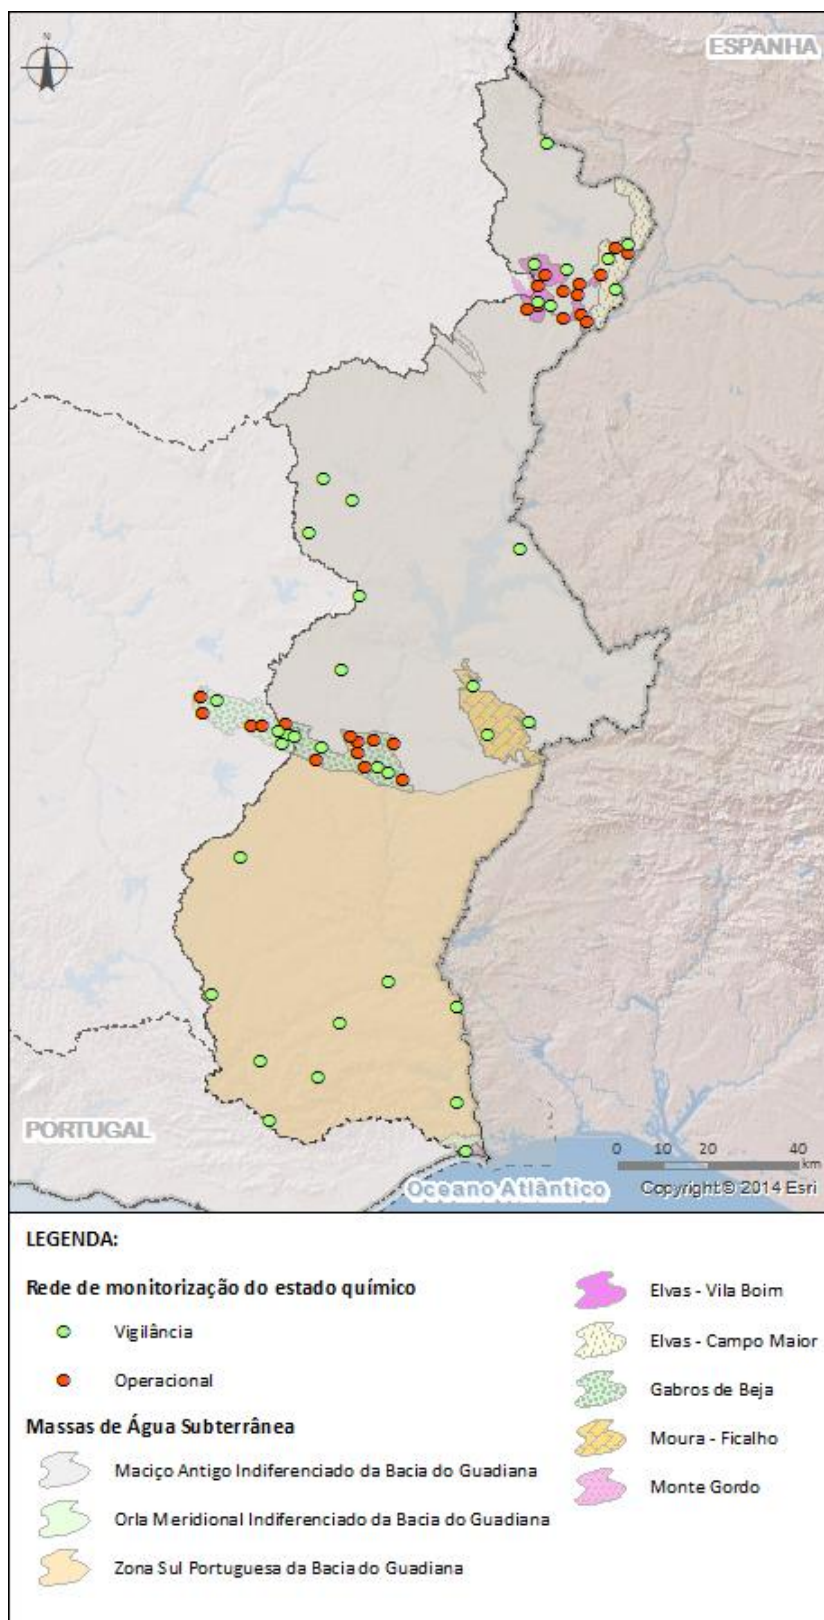 N
ESPANHA
PORTUGAL
0 10 20 40
km
Oceano Atlântico
Copyright:© 2014 Esri
LEGENDA:
Rede de monitorização do estado químico
Vigilância
Operacional
Massas de Água Subterrânea
Maciço Antigo Indiferenciado da Bacia do Guadiana
Orla Meridional Indiferenciado da Bacia do Guadiana
Zona Sul Portuguesa da Bacia do Guadiana
Elvas - Vila Boim
Elvas - Campo Maior
Gabros de Beja
Moura - Ficalho
Monte Gordo